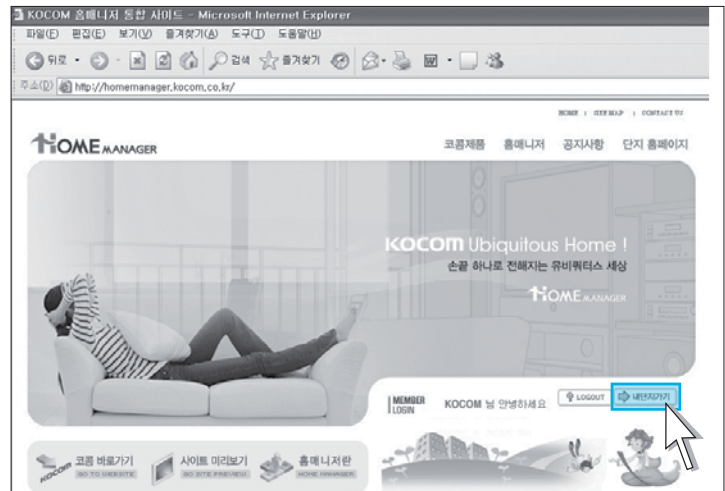 KOCOM 홈매니저 통합 사이트 - Microsoft Internet Explorer
파일(F) 편집(E) 보기(V) 즐겨찾기(A) 도구(T) 도움말(H)
뒤로 검색 즐겨찾기
주소(D) http://homemanager.kocom.co.kr/
HOME | SITE MAP | CONTACT US
HOME MANAGER
코콤제품 홈매니저 공지사항 단지 홈페이지
KOCOM Ubiquitous Home !
손끝 하나로 전해지는 유비쿼터스 세상
HOME MANAGER
MEMBER LOGIN
KOCOM 님 안녕하세요
LOGOUT
내단지가기
KOCOM
코콤 바로가기
GO TO WEBSITE
사이트 미리보기
GO SITE PREVIEW
홈매니저란
HOME MANAGER